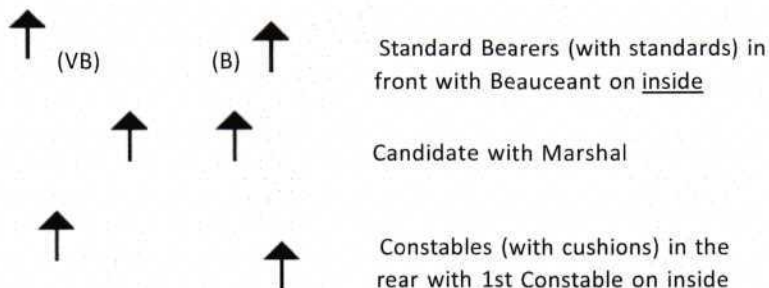 (VB) (B) Standard Bearers (with standards) in
front with Beauceant on inside
Candidate with Marshal
Constables (with cushions) in the
rear with 1st Constable on inside